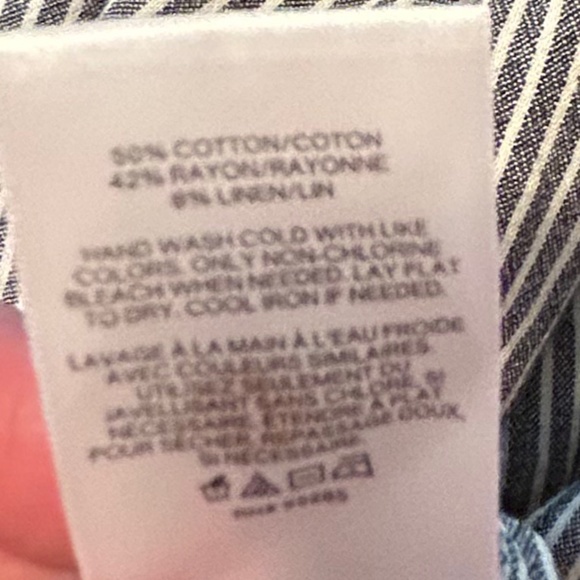 50% COTTON/COTON
42% RAYON/RAYONNE
8% LINEN/LIN
HAND WASH COLD WITH LIKE
COLORS. ONLY NON-CHLORINE
BLEACH WHEN NEEDED. LAY FLAT
TO DRY. COOL IRON IF NEEDED.
LAVAGE À LA MAIN À L'EAU FROIDE
AVEC COULEURS SIMILAIRES.
UTILISEZ SEULEMENT DU
JAVELLISANT SANS CHLORE, SI
NÉCESSAIRE. ÉTENDRE À PLAT
POUR SÉCHER. REPASSAGE DOUX,
SI NÉCESSAIRE.